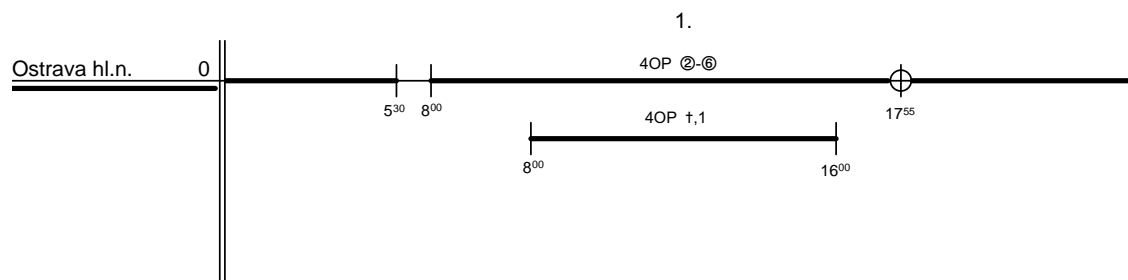 1.
4OP ②-⑥
Ostrava hl.n. 0
5³⁰ 8⁰⁰ 17⁵⁵
4OP †,1
8⁰⁰ 16⁰⁰